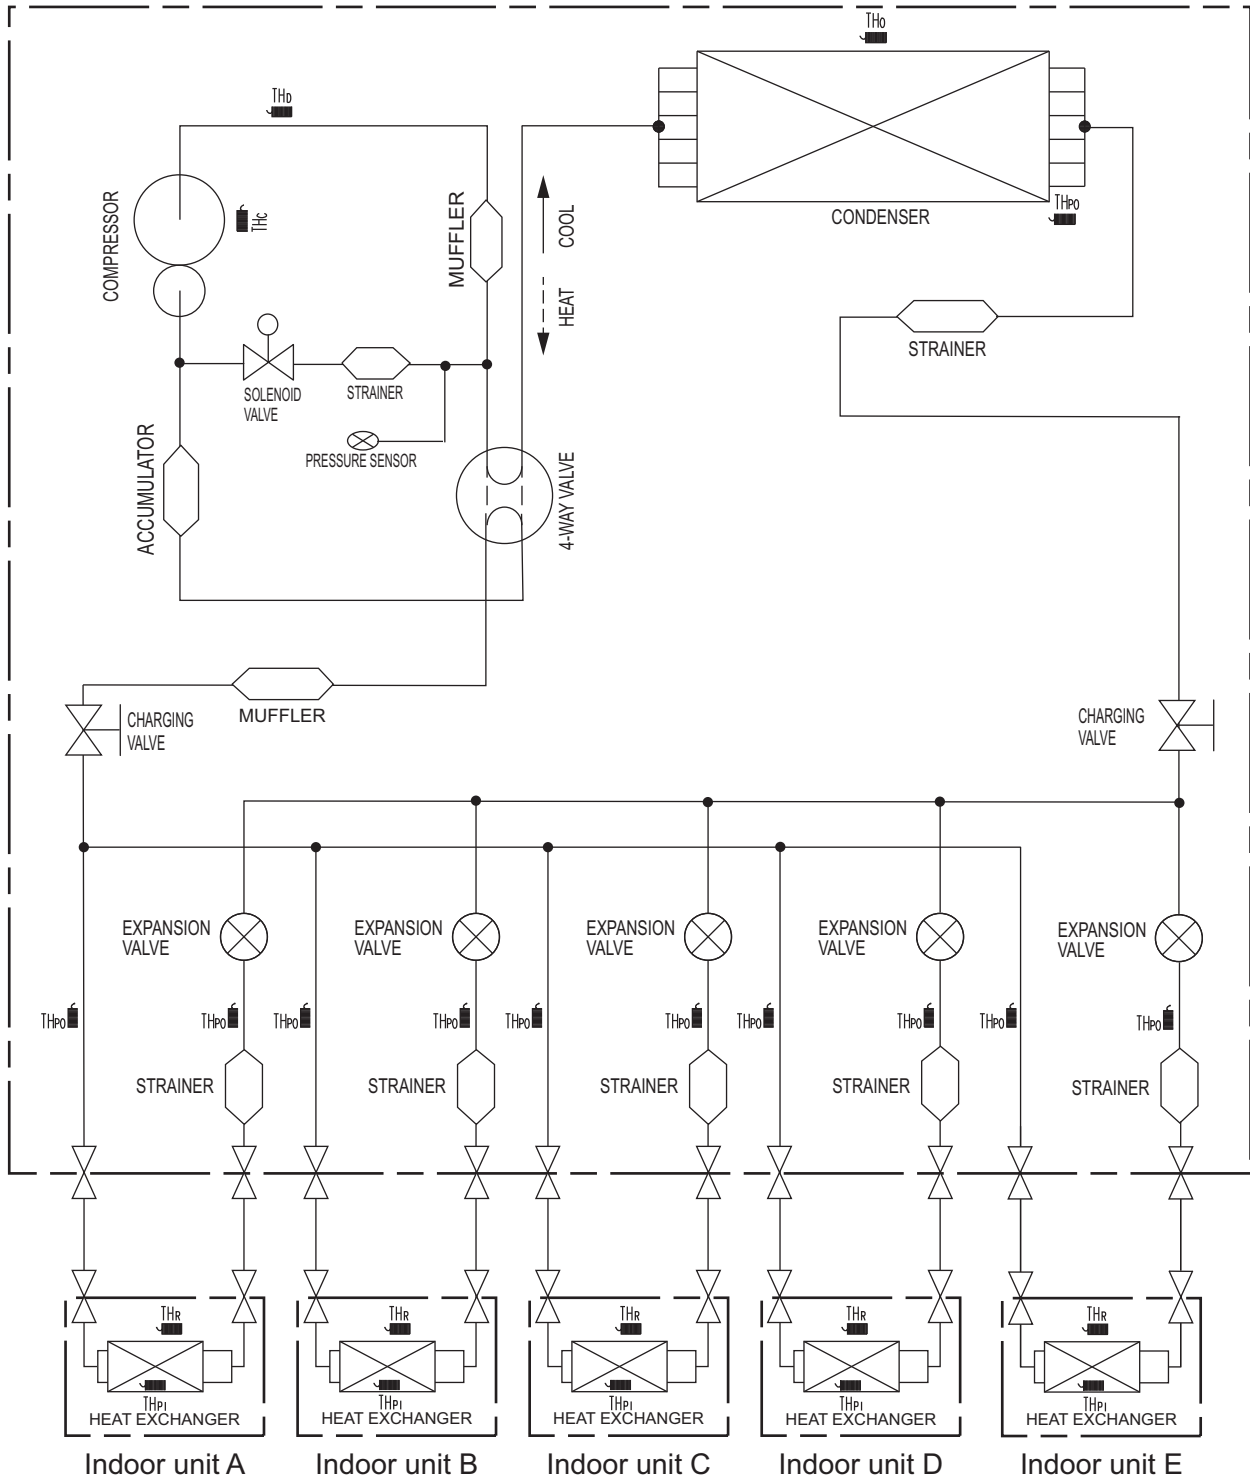 THO
THD
COMPRESSOR
THC
MUFFLER
COOL
HEAT
CONDENSER
THPO
STRAINER
SOLENOID
VALVE
STRAINER
PRESSURE SENSOR
ACCUMULATOR
4-WAY VALVE
MUFFLER
CHARGING
VALVE
CHARGING
VALVE
EXPANSION
VALVE
EXPANSION
VALVE
EXPANSION
VALVE
EXPANSION
VALVE
EXPANSION
VALVE
THPO
THPO
THPO
THPO
THPO
THPO
THPO
THPO
THPO
THPO
STRAINER
STRAINER
STRAINER
STRAINER
STRAINER
THR
THR
THR
THR
THR
THPI
THPI
THPI
THPI
THPI
HEAT EXCHANGER
HEAT EXCHANGER
HEAT EXCHANGER
HEAT EXCHANGER
HEAT EXCHANGER
Indoor unit A
Indoor unit B
Indoor unit C
Indoor unit D
Indoor unit E